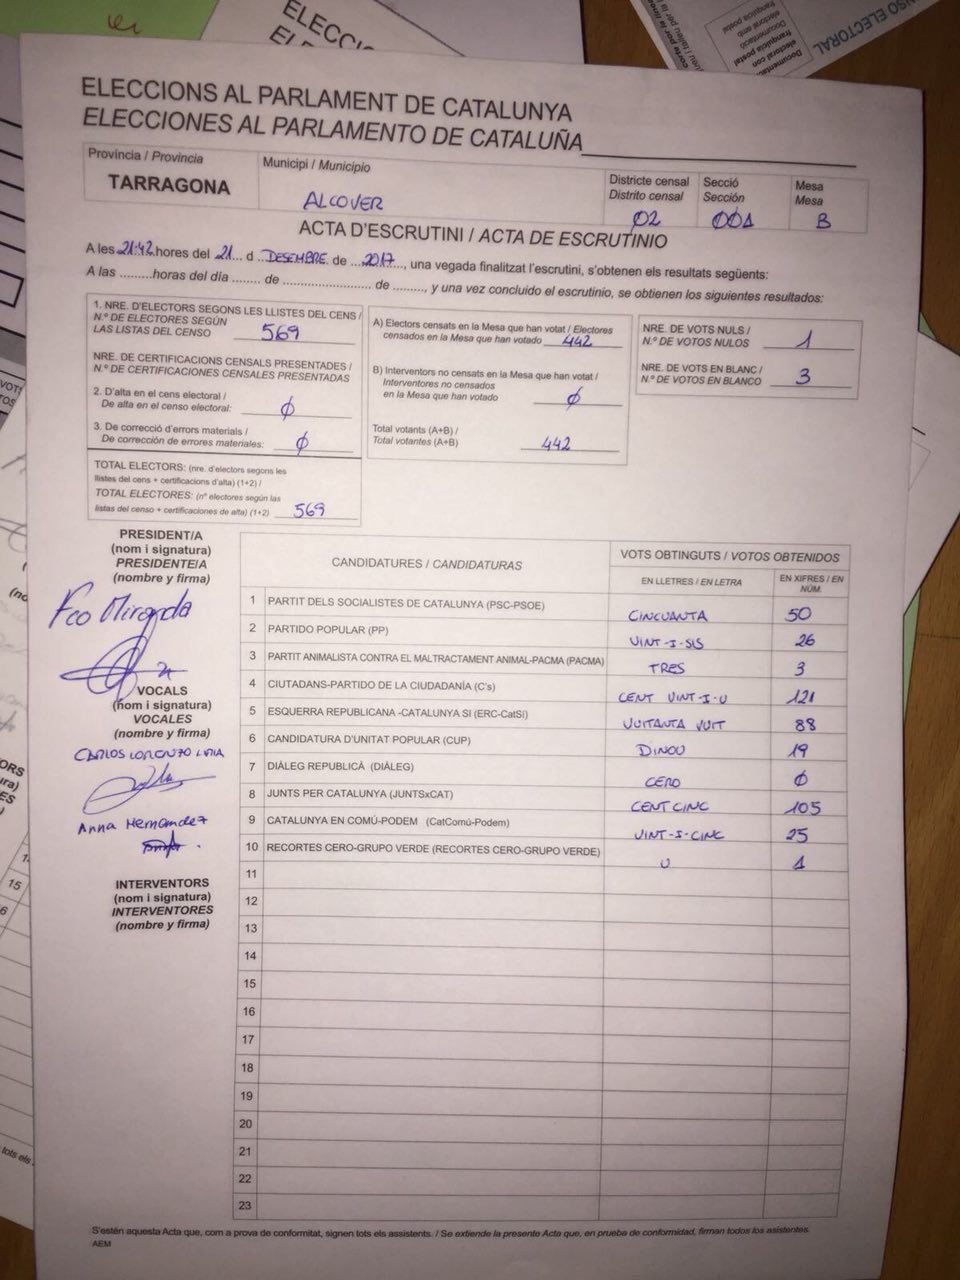 ELECCIONS AL PARLAMENT DE CATALUNYA
ELECCIONES AL PARLAMENTO DE CATALUÑA
Provincia / Provincia
TARRAGONA
Municipi / Municipio
ALCOVER
Districte censal
Distrito censal
02
Secció
Sección
001
Mesa
Mesa
B
ACTA D'ESCRUTINI / ACTA DE ESCRUTINIO
A les 21:42 hores del 21 d DESEMBRE de 2017, una vegada finalitzat l'escrutini, s'obtenen els resultats següents:
A las .........horas del día ........ de .............................. de ........., y una vez concluido el escrutinio, se obtienen los siguientes resultados:
1. NRE. D'ELECTORS SEGONS LES LLISTES DEL CENS /
N.º DE ELECTORES SEGÚN
LAS LISTAS DEL CENSO 569
NRE. DE CERTIFICACIONS CENSALS PRESENTADES /
N.º DE CERTIFICACIONES CENSALES PRESENTADAS
2. D'alta en el cens electoral /
De alta en el censo electoral: Ø
3. De correcció d'errors materials /
De corrección de errores materiales: Ø
TOTAL ELECTORS: (nre. d'electors segons les
llistes del cens + certificacions d'alta) (1+2) /
TOTAL ELECTORES: (nº electores según las
listas del censo + certificaciones de alta) (1+2) 569
A) Electors censats en la Mesa que han votat / Electores
censados en la Mesa que han votado 442
B) Interventors no censats en la Mesa que han votat /
Interventores no censados
en la Mesa que han votado Ø
Total votants (A+B) /
Total votantes (A+B) 442
NRE. DE VOTS NULS /
N.º DE VOTOS NULOS 1
NRE. DE VOTS EN BLANC /
N.º DE VOTOS EN BLANCO 3
PRESIDENT/A
(nom i signatura)
PRESIDENTE/A
(nombre y firma)
Fco Miranda
VOCALS
(nom i signatura)
VOCALES
(nombre y firma)
CARLOS LORENZO
Anna Hernandez
INTERVENTORS
(nom i signatura)
INTERVENTORES
(nombre y firma)
CANDIDATURES / CANDIDATURAS
VOTS OBTINGUTS / VOTOS OBTENIDOS
EN LLETRES / EN LETRA
EN XIFRES / EN NÚM.
1 PARTIT DELS SOCIALISTES DE CATALUNYA (PSC-PSOE) CINCUANTA 50
2 PARTIDO POPULAR (PP) VINT-I-SIS 26
3 PARTIT ANIMALISTA CONTRA EL MALTRACTAMENT ANIMAL-PACMA (PACMA) TRES 3
4 CIUTADANS-PARTIDO DE LA CIUDADANÍA (C's) CENT VINT-I-U 121
5 ESQUERRA REPUBLICANA -CATALUNYA SÍ (ERC-CatSí) VUITANTA VUIT 88
6 CANDIDATURA D'UNITAT POPULAR (CUP) DINOU 19
7 DIÀLEG REPUBLICÀ (DIÀLEG) CERO Ø
8 JUNTS PER CATALUNYA (JUNTSxCAT) CENT CINC 105
9 CATALUNYA EN COMÚ-PODEM (CatComú-Podem) VINT-I-CINC 25
10 RECORTES CERO-GRUPO VERDE (RECORTES CERO-GRUPO VERDE) U 1
11
12
13
14
15
16
17
18
19
20
21
22
23
S'estén aquesta Acta que, com a prova de conformitat, signen tots els assistents. / Se extiende la presente Acta que, en prueba de conformidad, firman todos los asistentes.
AEM